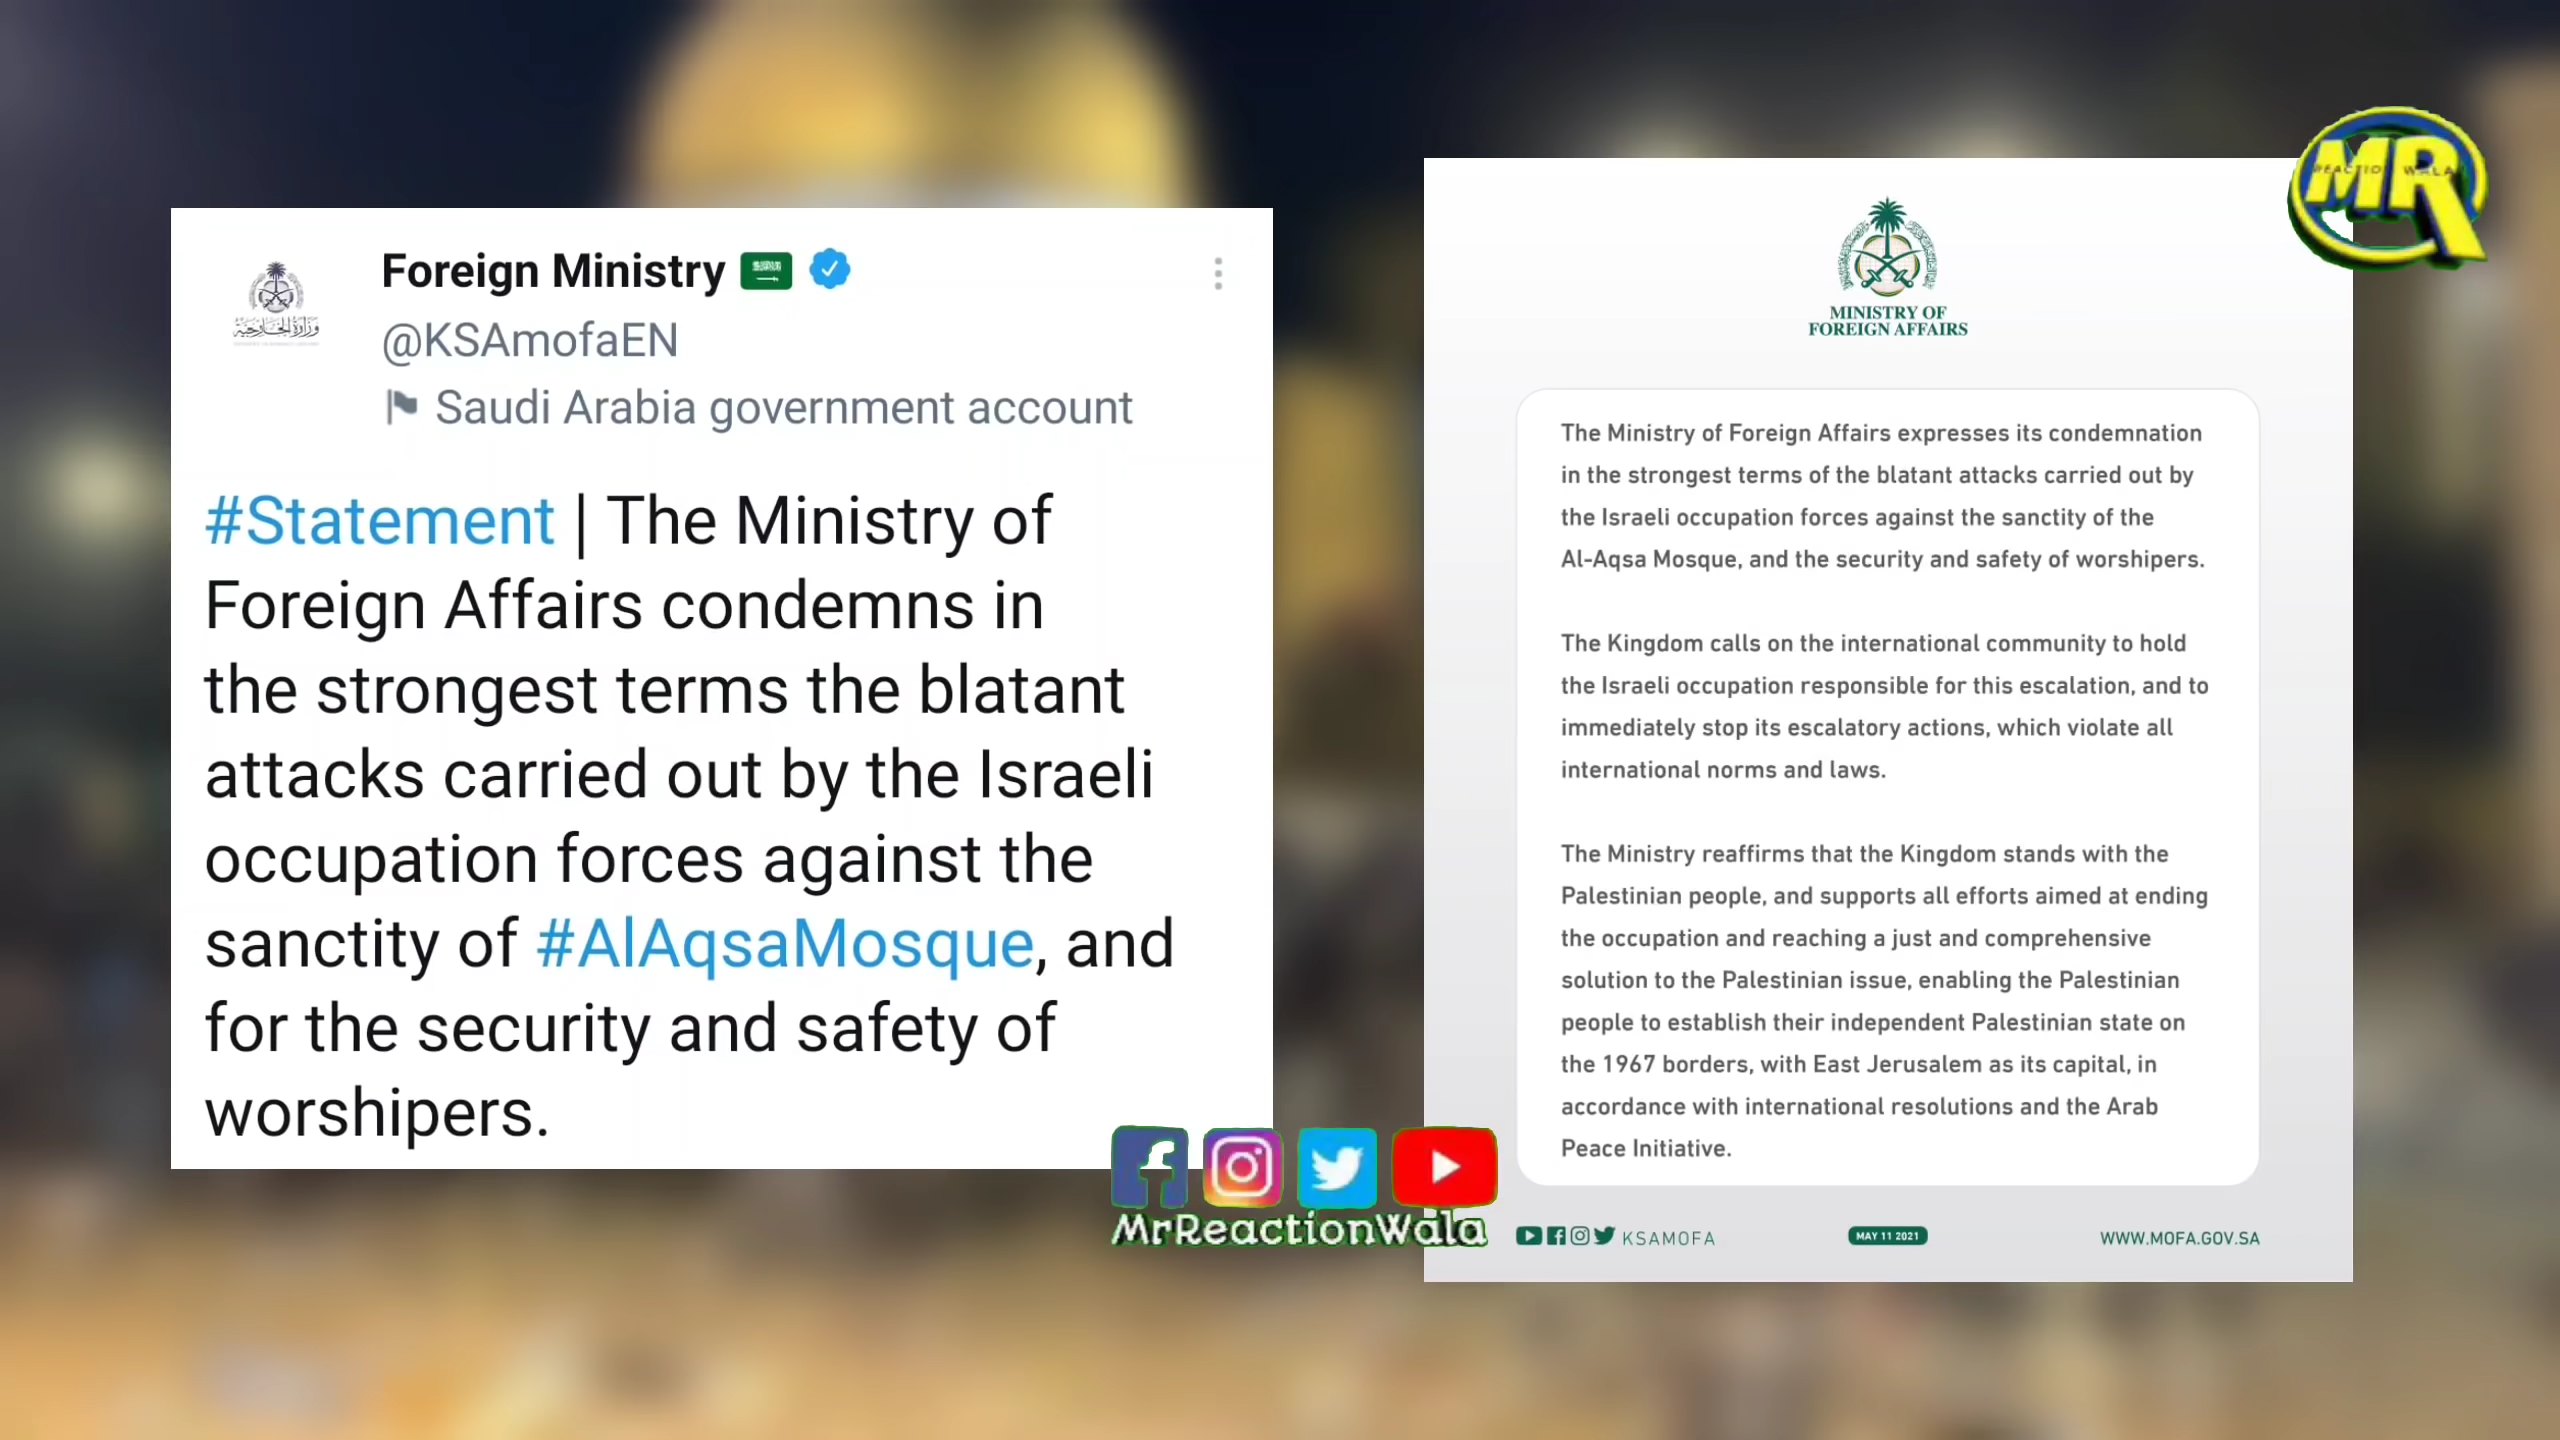 Foreign Ministry
@KSAmofaEN
Saudi Arabia government account
وزارة الخارجية
#Statement | The Ministry of
Foreign Affairs condemns in
the strongest terms the blatant
attacks carried out by the Israeli
occupation forces against the
sanctity of #AlAqsaMosque, and
for the security and safety of
worshipers.
MR
REACTION WALA
MINISTRY OF
FOREIGN AFFAIRS
The Ministry of Foreign Affairs expresses its condemnation
in the strongest terms of the blatant attacks carried out by
the Israeli occupation forces against the sanctity of the
Al-Aqsa Mosque, and the security and safety of worshipers.
The Kingdom calls on the international community to hold
the Israeli occupation responsible for this escalation, and to
immediately stop its escalatory actions, which violate all
international norms and laws.
The Ministry reaffirms that the Kingdom stands with the
Palestinian people, and supports all efforts aimed at ending
the occupation and reaching a just and comprehensive
solution to the Palestinian issue, enabling the Palestinian
people to establish their independent Palestinian state on
the 1967 borders, with East Jerusalem as its capital, in
accordance with international resolutions and the Arab
Peace Initiative.
KSAMOFA
MAY 11 2021
WWW.MOFA.GOV.SA
MrReactionWala